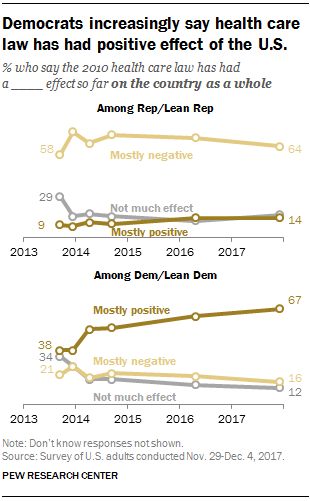 Democrats increasingly say health care
law has had positive effect of the U.S.
% who say the 2010 health care law has had
a ____ effect so far on the country as a whole
Among Rep/Lean Rep
58
64
Mostly negative
29
Not much effect
9
14
Mostly positive
2013 2014 2015 2016 2017
Among Dem/Lean Dem
67
Mostly positive
38
34
Mostly negative
21
16
Not much effect
12
2013 2014 2015 2016 2017
Note: Don't know responses not shown.
Source: Survey of U.S. adults conducted Nov. 29-Dec. 4, 2017.
PEW RESEARCH CENTER